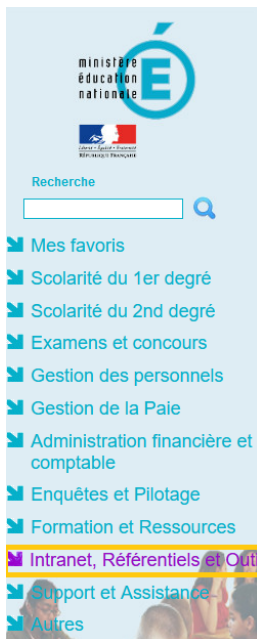 ministère
éducation
nationale
É
Liberté • Égalité • Fraternité
RÉPUBLIQUE FRANÇAISE
Recherche
Mes favoris
Scolarité du 1er degré
Scolarité du 2nd degré
Examens et concours
Gestion des personnels
Gestion de la Paie
Administration financière et
comptable
Enquêtes et Pilotage
Formation et Ressources
Intranet, Référentiels et Outi
Support et Assistance
Autres